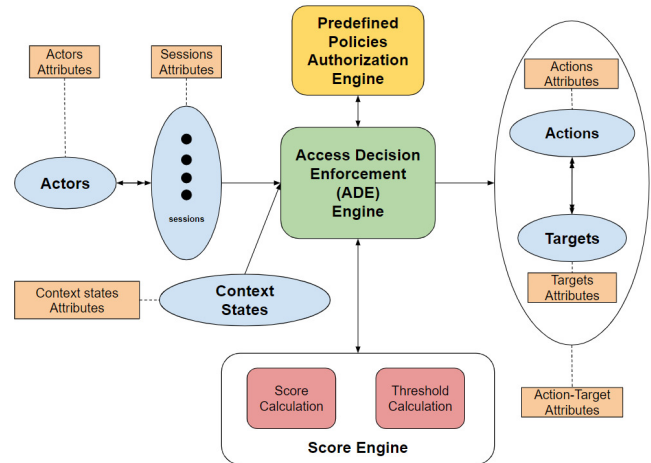 Actors
Attributes
Sessions
Attributes
Predefined
Policies
Authorization
Engine
Actions
Attributes
Actors
sessions
Access Decision
Enforcement
(ADE)
Engine
Actions
Targets
Context states
Attributes
Context
States
Targets
Attributes
Score
Calculation
Threshold
Calculation
Score Engine
Action-Target
Attributes